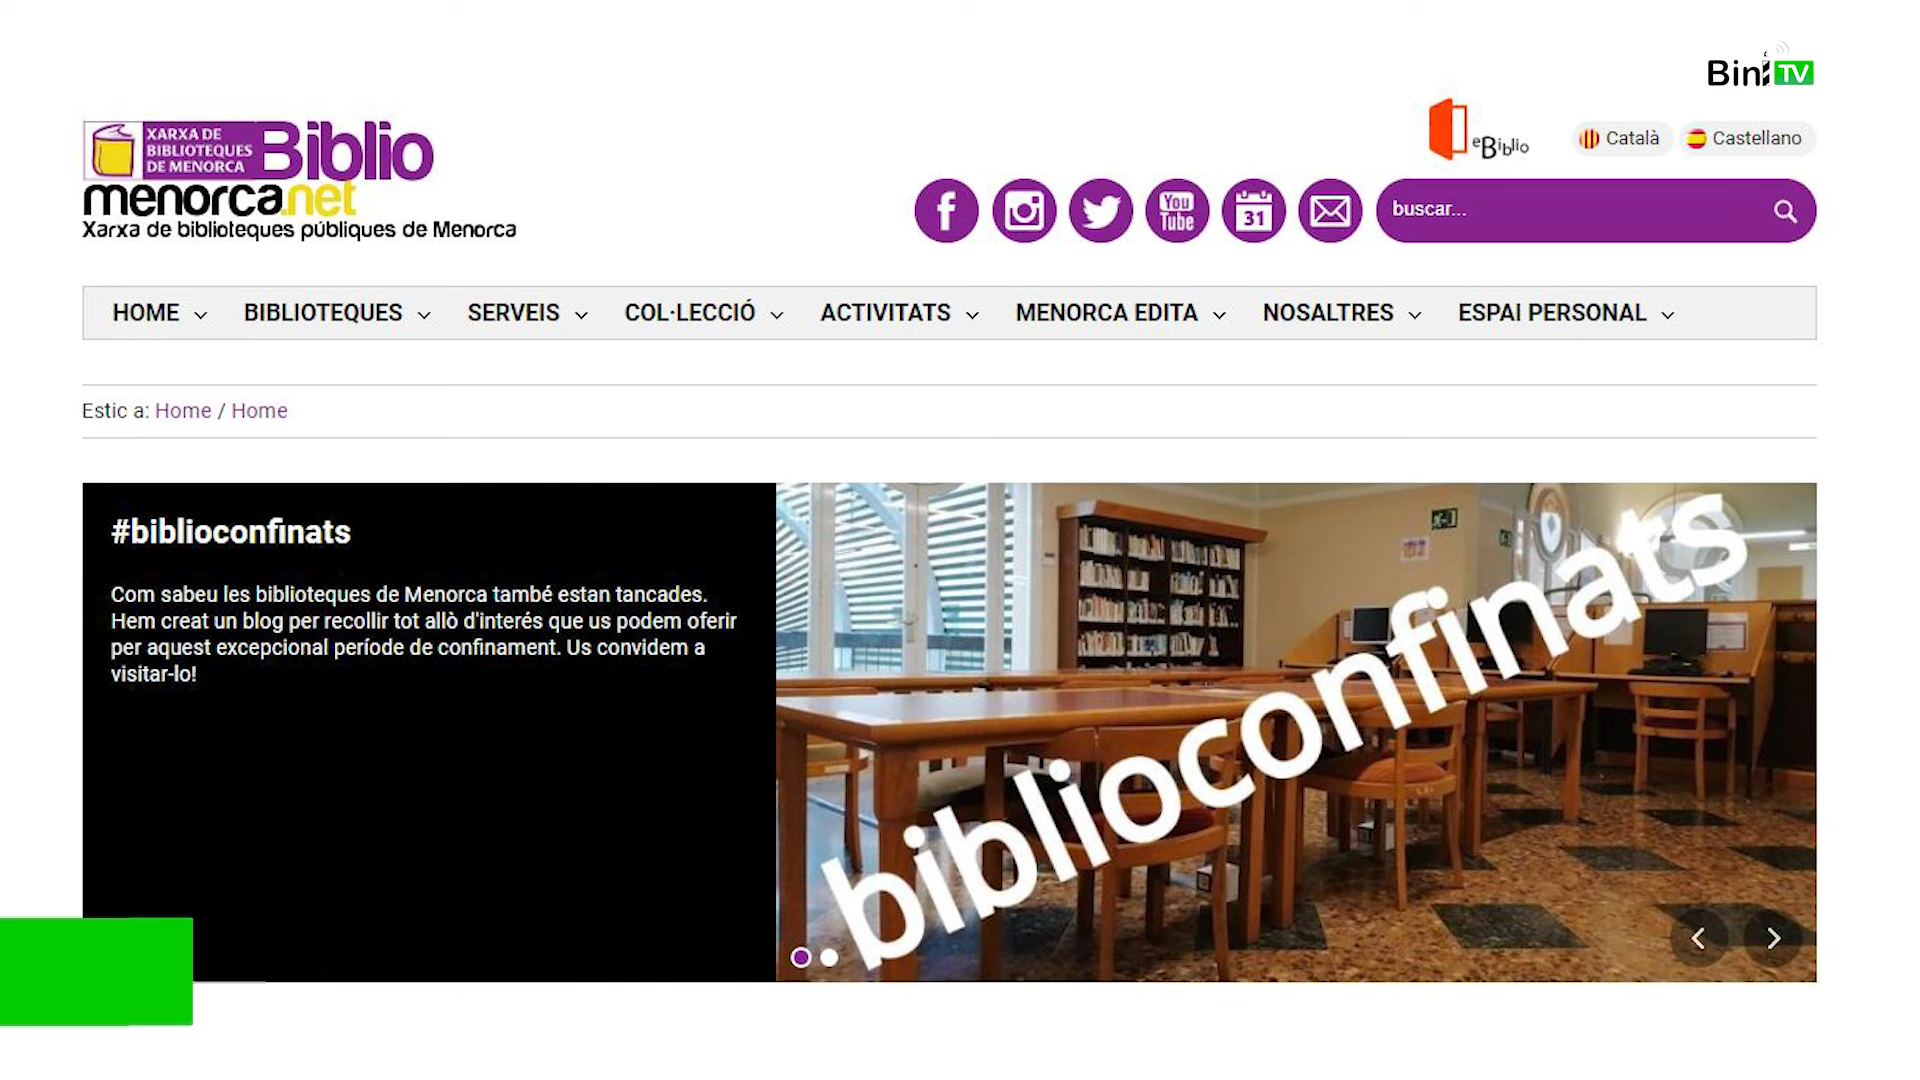 Bini TV
XARXA DE
BIBLIOTEQUES
DE MENORCA
Biblio
menorca.net
Xarxa de biblioteques públiques de Menorca
eBiblio
Català
Castellano
You
Tube
31
buscar...
HOME
BIBLIOTEQUES
SERVEIS
COL·LECCIÓ
ACTIVITATS
MENORCA EDITA
NOSALTRES
ESPAI PERSONAL
Estic a: Home / Home
#biblioconfinats
Com sabeu les biblioteques de Menorca també estan tancades.
Hem creat un blog per recollir tot allò d'interés que us podem oferir
per aquest excepcional període de confinament. Us convidem a
visitar-lo!
..biblioconfinats